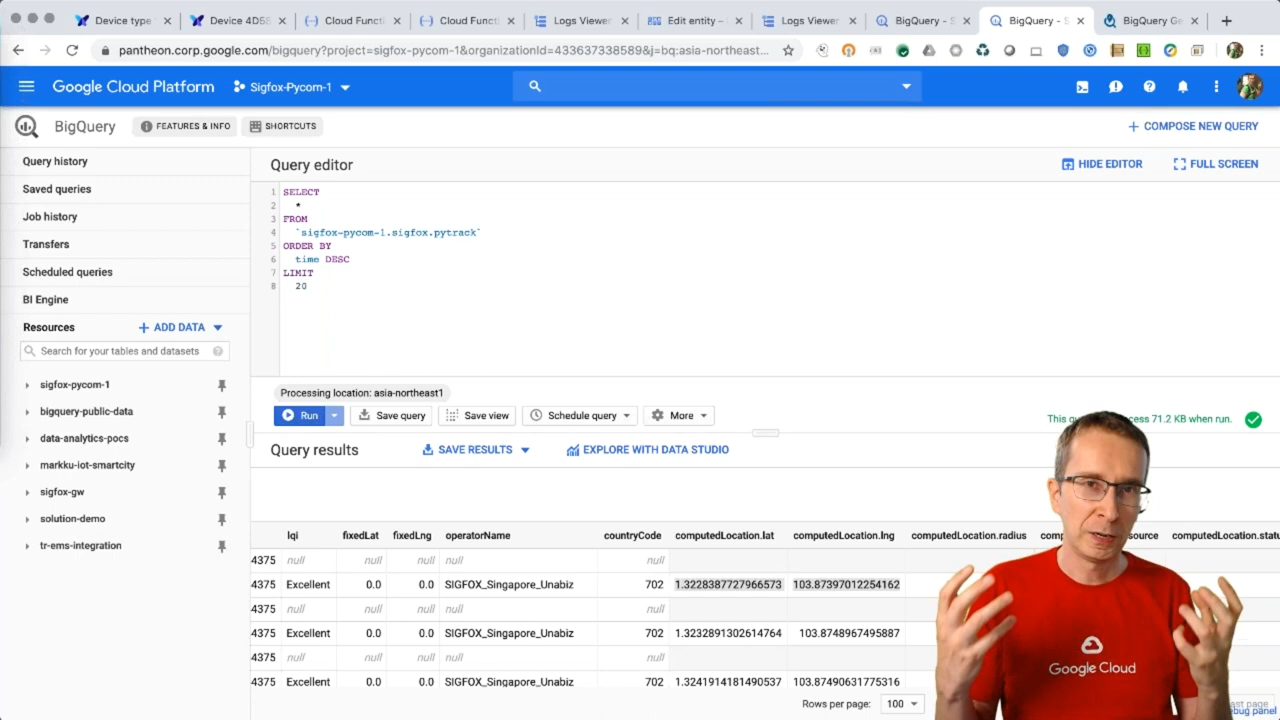 Device type
Device 4D58
Cloud Functi
Cloud Functi
Logs Viewer
Edit entity –
Logs Viewer
BigQuery - S
BigQuery - S
BigQuery Ge
pantheon.corp.google.com/bigquery?project=sigfox-pycom-1&organizationId=433637338589&j=bq:asia-northeast...
Google Cloud Platform
Sigfox-Pycom-1
BigQuery
FEATURES & INFO
SHORTCUTS
COMPOSE NEW QUERY
Query history
Saved queries
Job history
Transfers
Scheduled queries
BI Engine
Resources
ADD DATA
Search for your tables and datasets
sigfox-pycom-1
bigquery-public-data
data-analytics-pocs
markku-iot-smartcity
sigfox-gw
solution-demo
tr-ems-integration
Query editor
HIDE EDITOR
FULL SCREEN
1 SELECT
2 *
3 FROM
4 `sigfox-pycom-1.sigfox.pytrack`
5 ORDER BY
6 time DESC
7 LIMIT
8 20
Processing location: asia-northeast1
Run
Save query
Save view
Schedule query
More
This qu cess 71.2 KB when run.
Query results
SAVE RESULTS
EXPLORE WITH DATA STUDIO
lqi fixedLat fixedLng operatorName countryCode computedLocation.lat computedLocation.lng computedLocation.radius com source computedLocation.statu
4375 null null null null null
4375 Excellent 0.0 0.0 SIGFOX_Singapore_Unabiz 702 1.3228387727966573 103.87397012254162
4375 null null null null null
4375 Excellent 0.0 0.0 SIGFOX_Singapore_Unabiz 702 1.3232891302614764 103.8748967495887
4375 null null null null null
4375 Excellent 0.0 0.0 SIGFOX_Singapore_Unabiz 702 1.3241914181490537 103.87490631775316
Rows per page: 100
ast page
ebug panel
Google Cloud